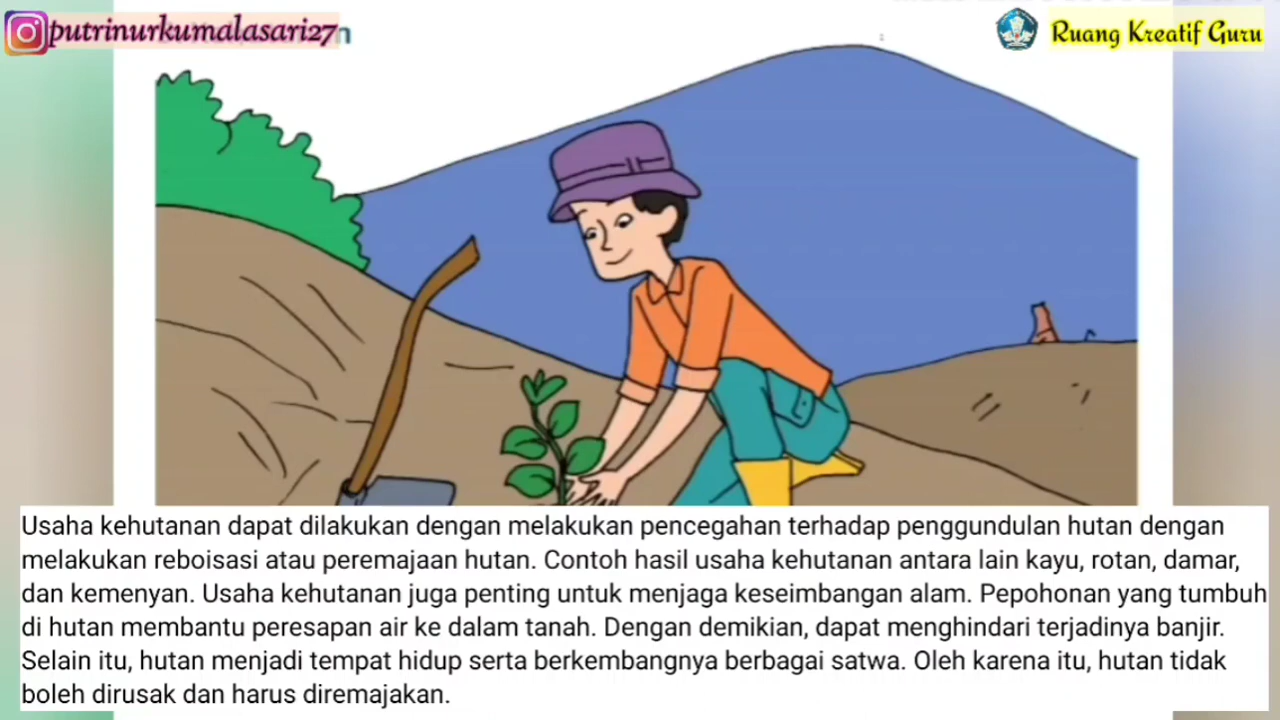 putrinurkumalasari27
Ruang Kreatif Guru
Usaha kehutanan dapat dilakukan dengan melakukan pencegahan terhadap penggundulan hutan dengan
melakukan reboisasi atau peremajaan hutan. Contoh hasil usaha kehutanan antara lain kayu, rotan, damar,
dan kemenyan. Usaha kehutanan juga penting untuk menjaga keseimbangan alam. Pepohonan yang tumbuh
di hutan membantu peresapan air ke dalam tanah. Dengan demikian, dapat menghindari terjadinya banjir.
Selain itu, hutan menjadi tempat hidup serta berkembangnya berbagai satwa. Oleh karena itu, hutan tidak
boleh dirusak dan harus diremajakan.